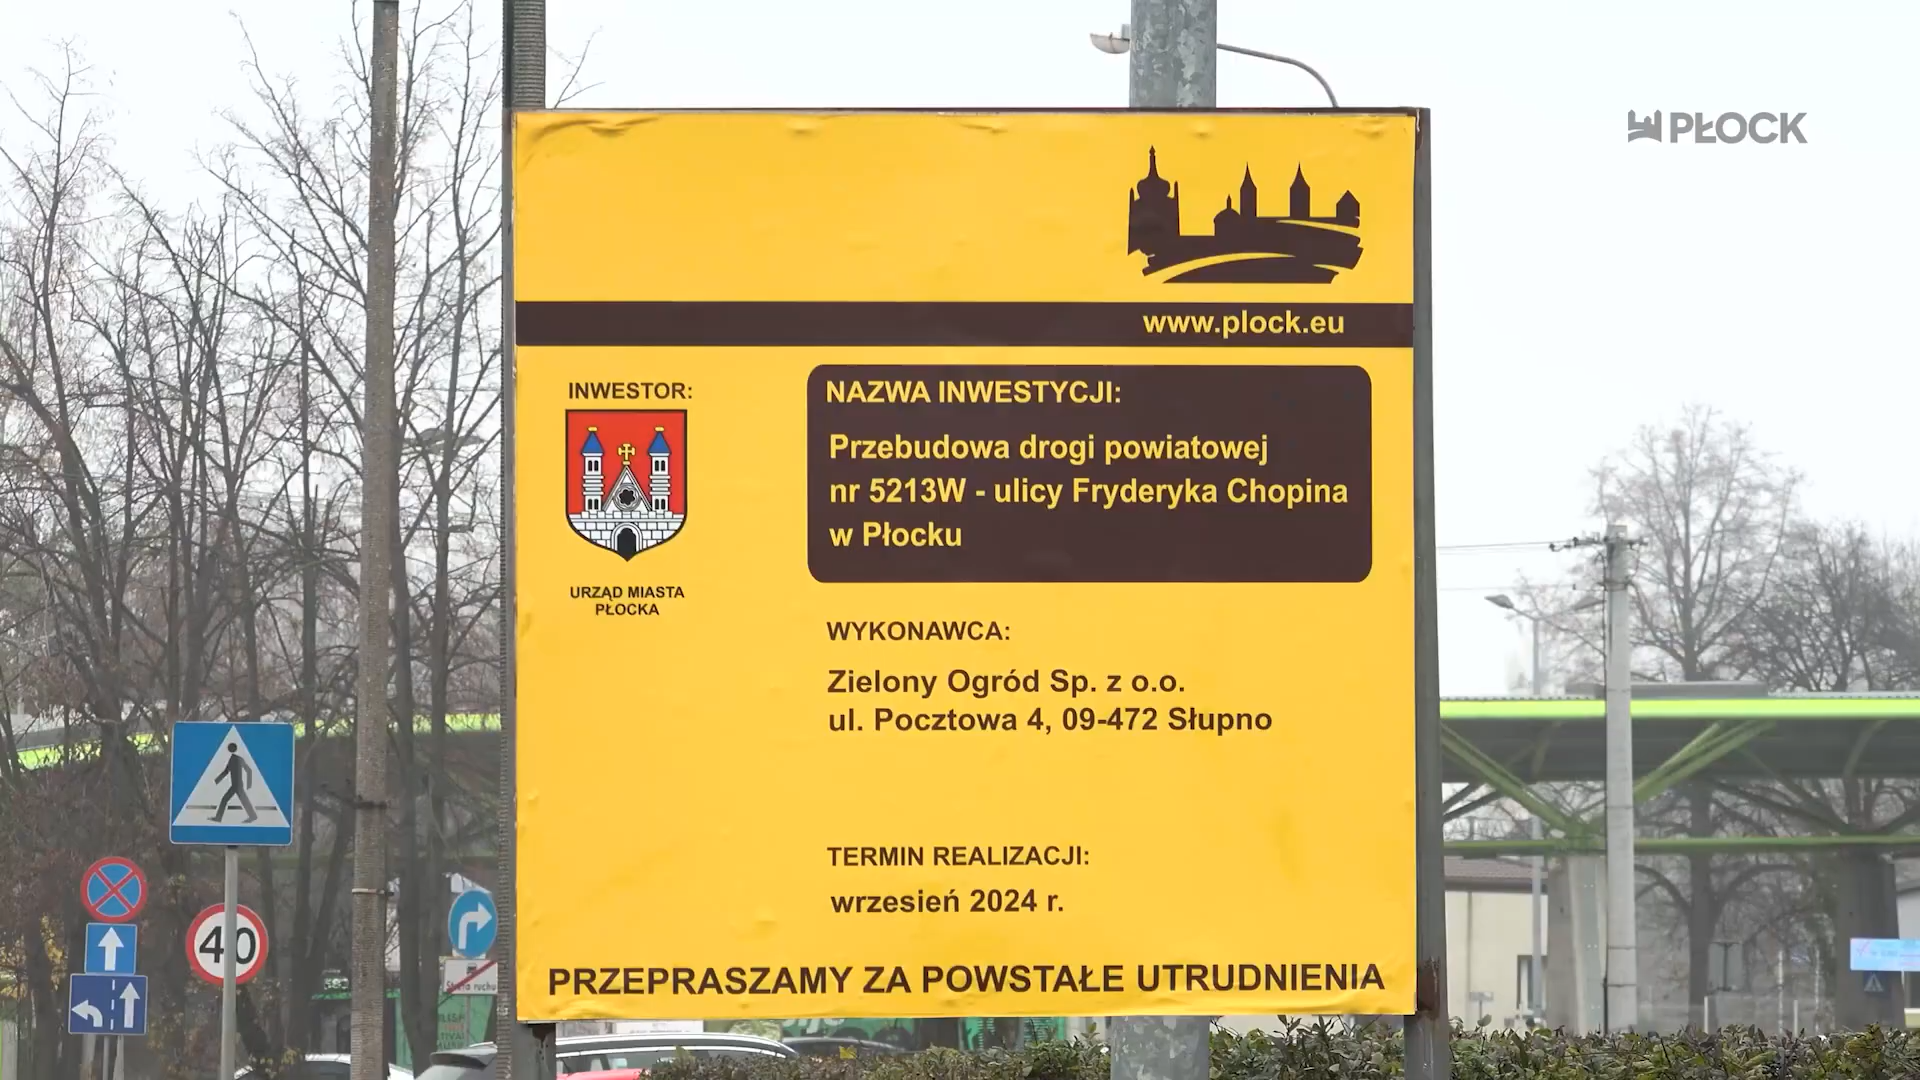 PŁOCK
www.plock.eu
INWESTOR:
URZĄD MIASTA
PŁOCKA
NAZWA INWESTYCJI:
Przebudowa drogi powiatowej
nr 5213W - ulicy Fryderyka Chopina
w Płocku
WYKONAWCA:
Zielony Ogród Sp. z o.o.
ul. Pocztowa 4, 09-472 Słupno
TERMIN REALIZACJI:
wrzesień 2024 r.
PRZEPRASZAMY ZA POWSTAŁE UTRUDNIENIA
40
Strefa ruchu